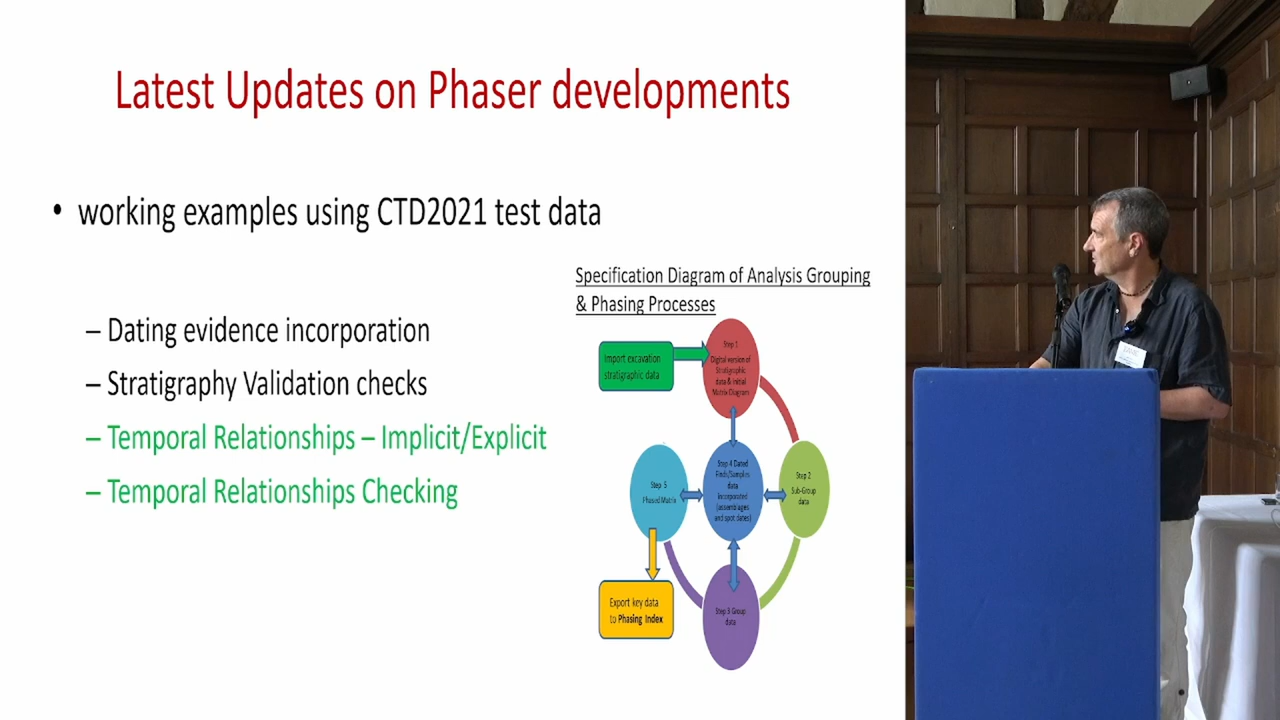 Latest Updates on Phaser developments
• working examples using CTD2021 test data
– Dating evidence incorporation
– Stratigraphy Validation checks
– Temporal Relationships – Implicit/Explicit
– Temporal Relationships Checking
Specification Diagram of Analysis Grouping
& Phasing Processes
Import excavation
stratigraphic data
Step 1
Digital version of
Stratigraphic
data & Initial
Matrix Diagram
Step 2
Sub-Group
data
Step 4 Dated
Finds/Samples
data
incorporated
(assemblages
and spot dates)
Step 5
Phased Matrix
Step 3 Group
data
Export key data
to Phasing Index